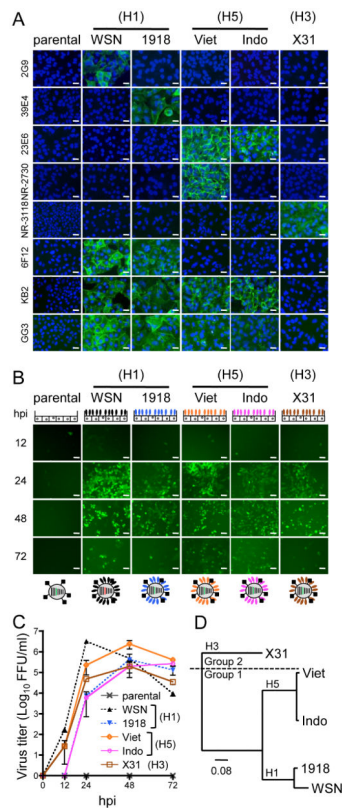 A
(H1) (H5) (H3)
parental WSN 1918 Viet Indo X31
2G9
39E4
23E6
NR-2730
NR-3118
6F12
KB2
GG3
B
(H1) (H5) (H3)
hpi parental WSN 1918 Viet Indo X31
12
24
48
72
C
Virus titer (Log10 FFU/ml)
7
6
5
4
3
2
1
0
0 12 24 48 72
hpi
parental
WSN
1918
(H1)
Viet
Indo
(H5)
X31 (H3)
D
H3
X31
Group 2
Group 1
Viet
H5
Indo
0.08
1918
H1
WSN